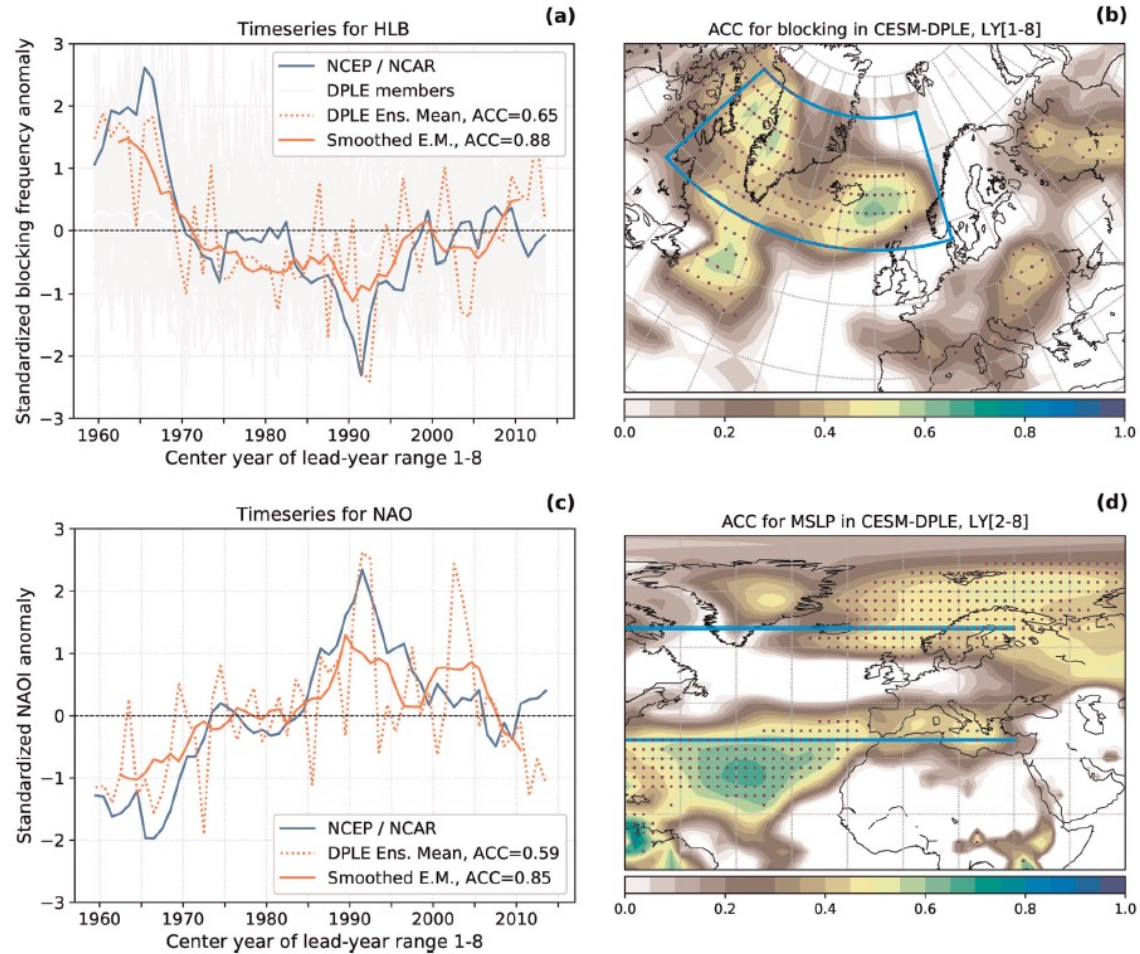 (a)
Timeseries for HLB
NCEP / NCAR
DPLE members
DPLE Ens. Mean, ACC=0.65
Smoothed E.M., ACC=0.88
Standardized blocking frequency anomaly
3
2
1
0
−1
−2
−3
1960 1970 1980 1990 2000 2010
Center year of lead-year range 1-8
(b)
ACC for blocking in CESM-DPLE, LY[1-8]
0.0 0.2 0.4 0.6 0.8 1.0
(c)
Timeseries for NAO
Standardized NAOI anomaly
3
2
1
0
−1
−2
−3
NCEP / NCAR
DPLE Ens. Mean, ACC=0.59
Smoothed E.M., ACC=0.85
1960 1970 1980 1990 2000 2010
Center year of lead-year range 1-8
(d)
ACC for MSLP in CESM-DPLE, LY[2-8]
0.0 0.2 0.4 0.6 0.8 1.0